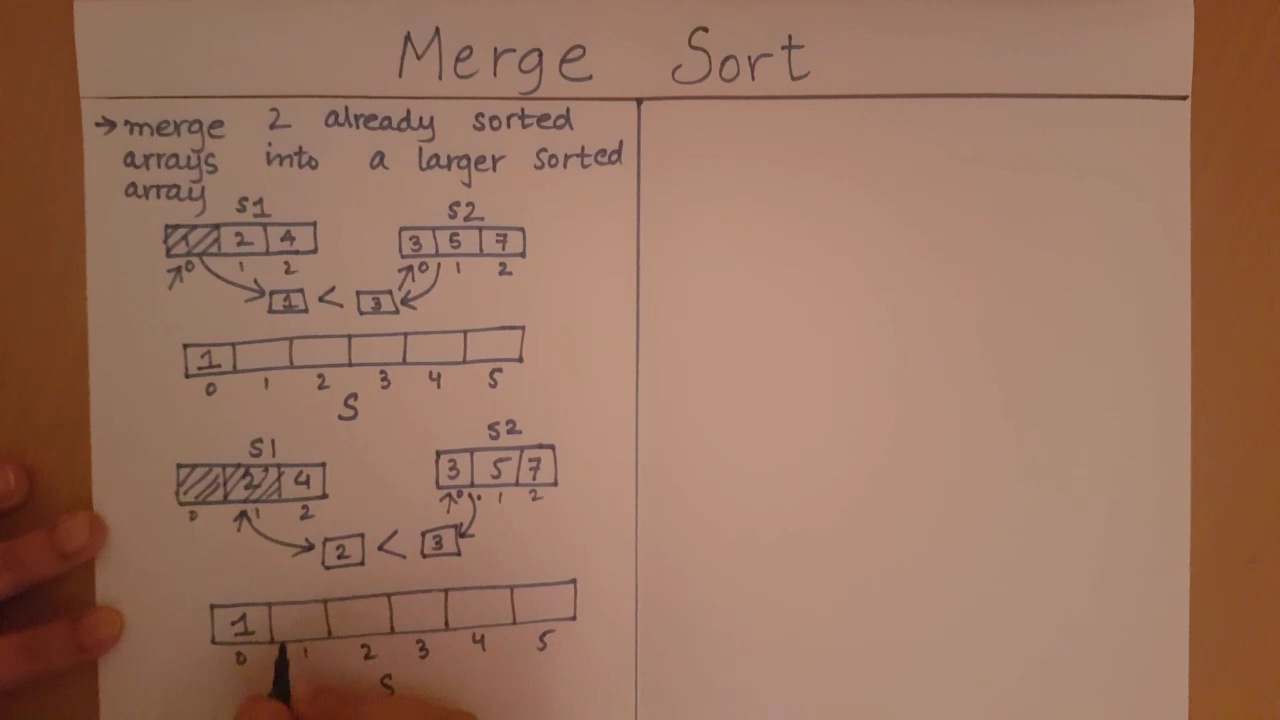 Merge Sort
→ merge 2 already sorted
arrays into a larger sorted
array
S1 S2
1 2 4 3 5 7
0 1 2 0 1 2
1 < 3
1
0 1 2 3 4 5
S
S1 S2
2 4 3 5 7
0 1 2 0 1 2
2 < 3
1
0 1 2 3 4 5
S